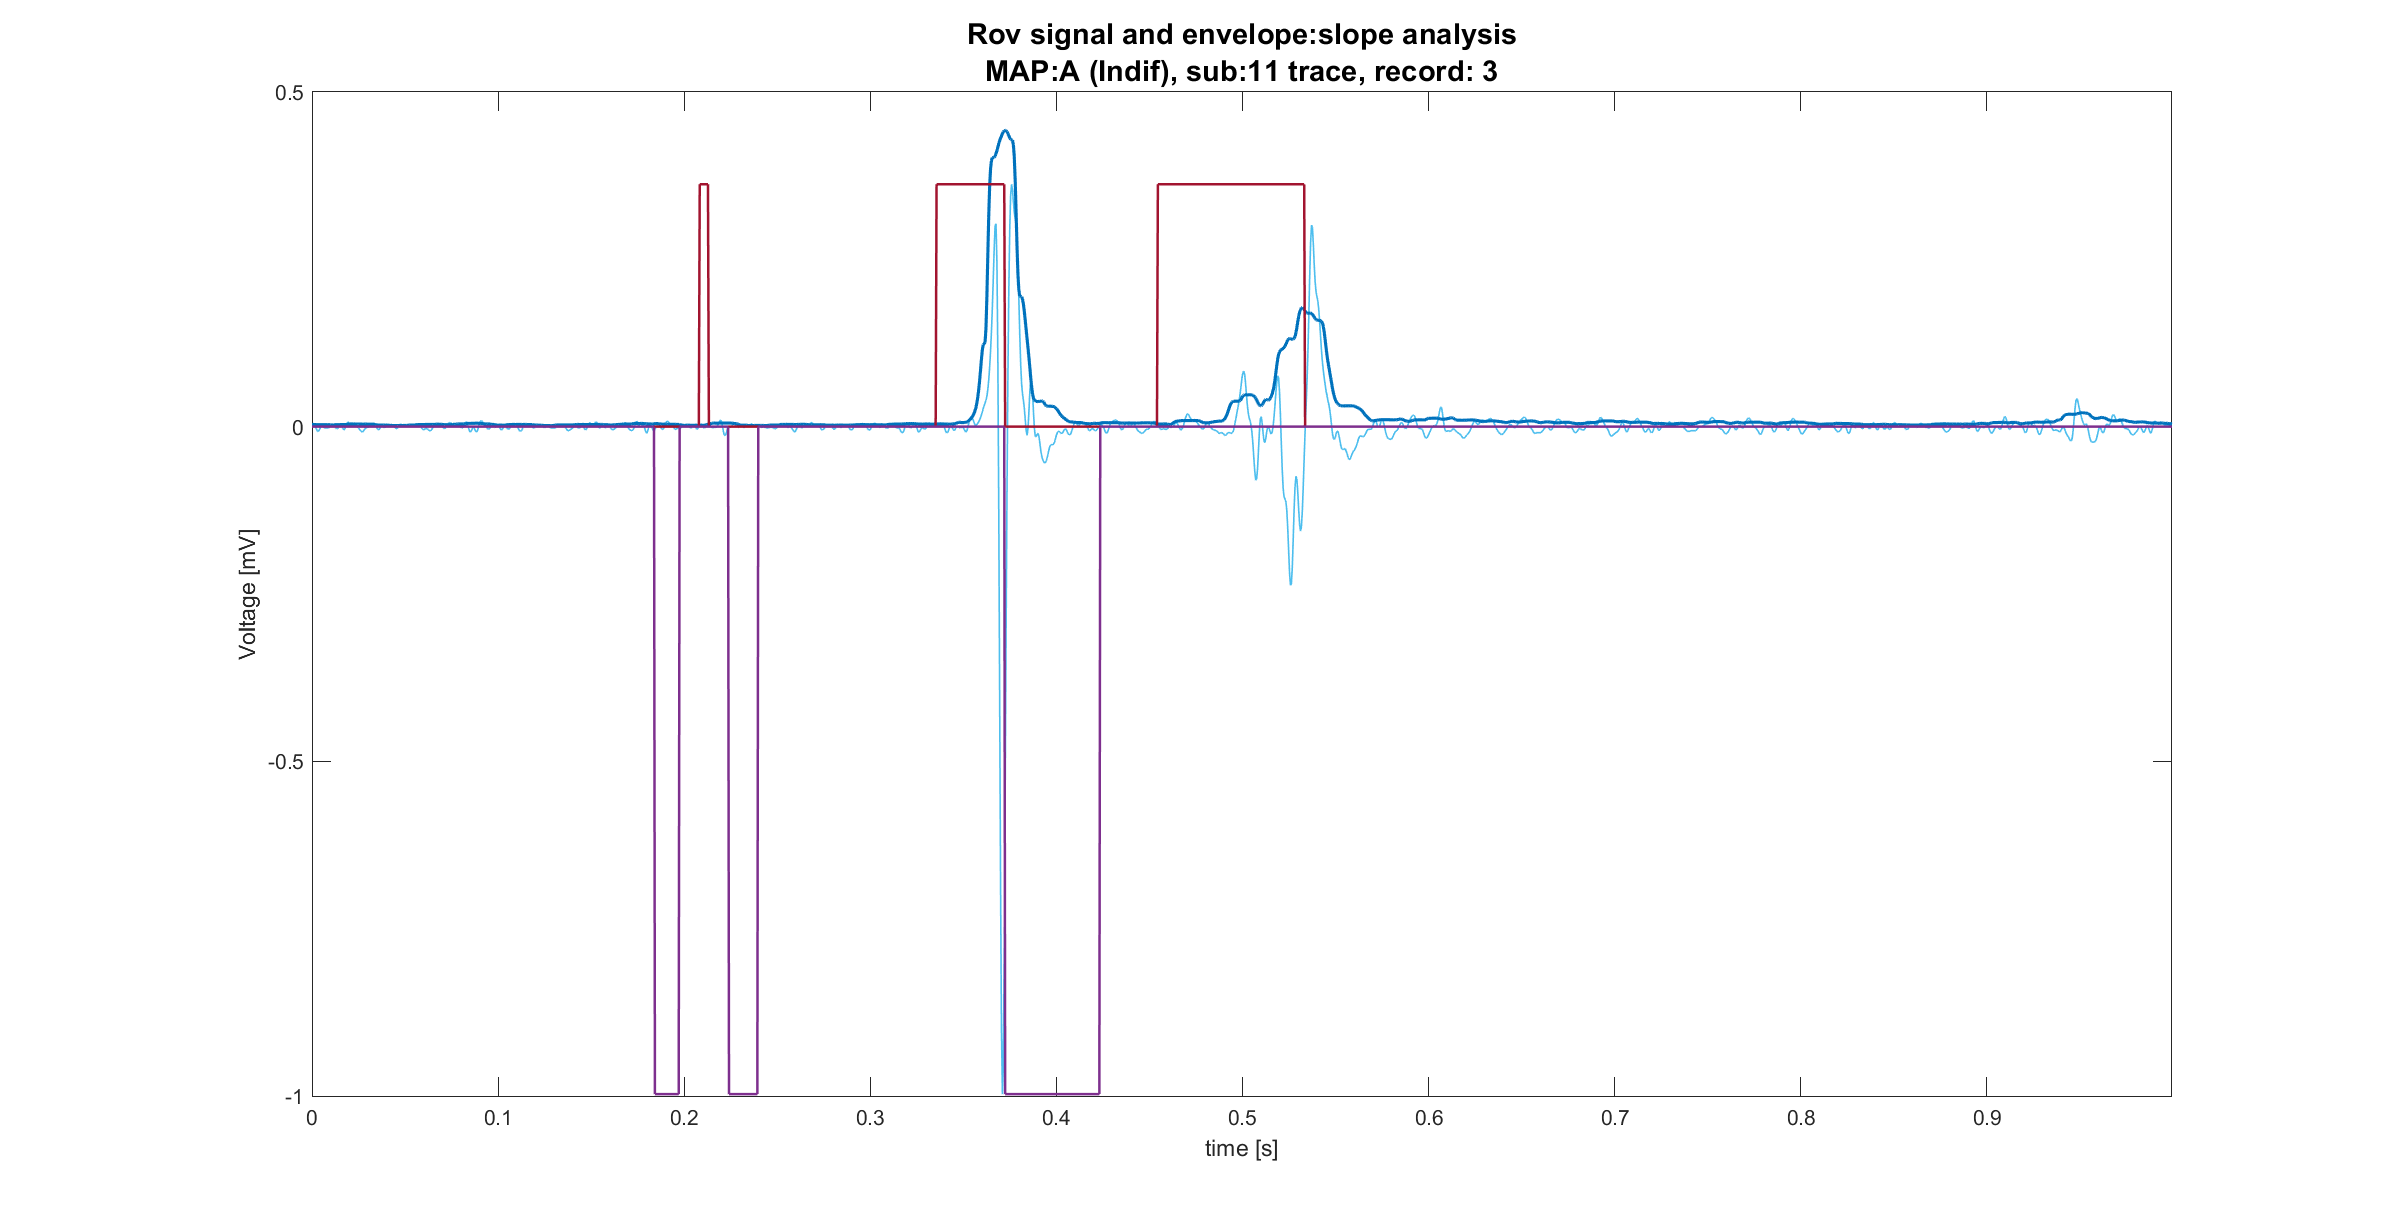 Rov signal and envelope:slope analysis
MAP:A (Indif), sub:11 trace, record: 3
0.5
0
-0.5
-1
Voltage [mV]
0 0.1 0.2 0.3 0.4 0.5 0.6 0.7 0.8 0.9
time [s]